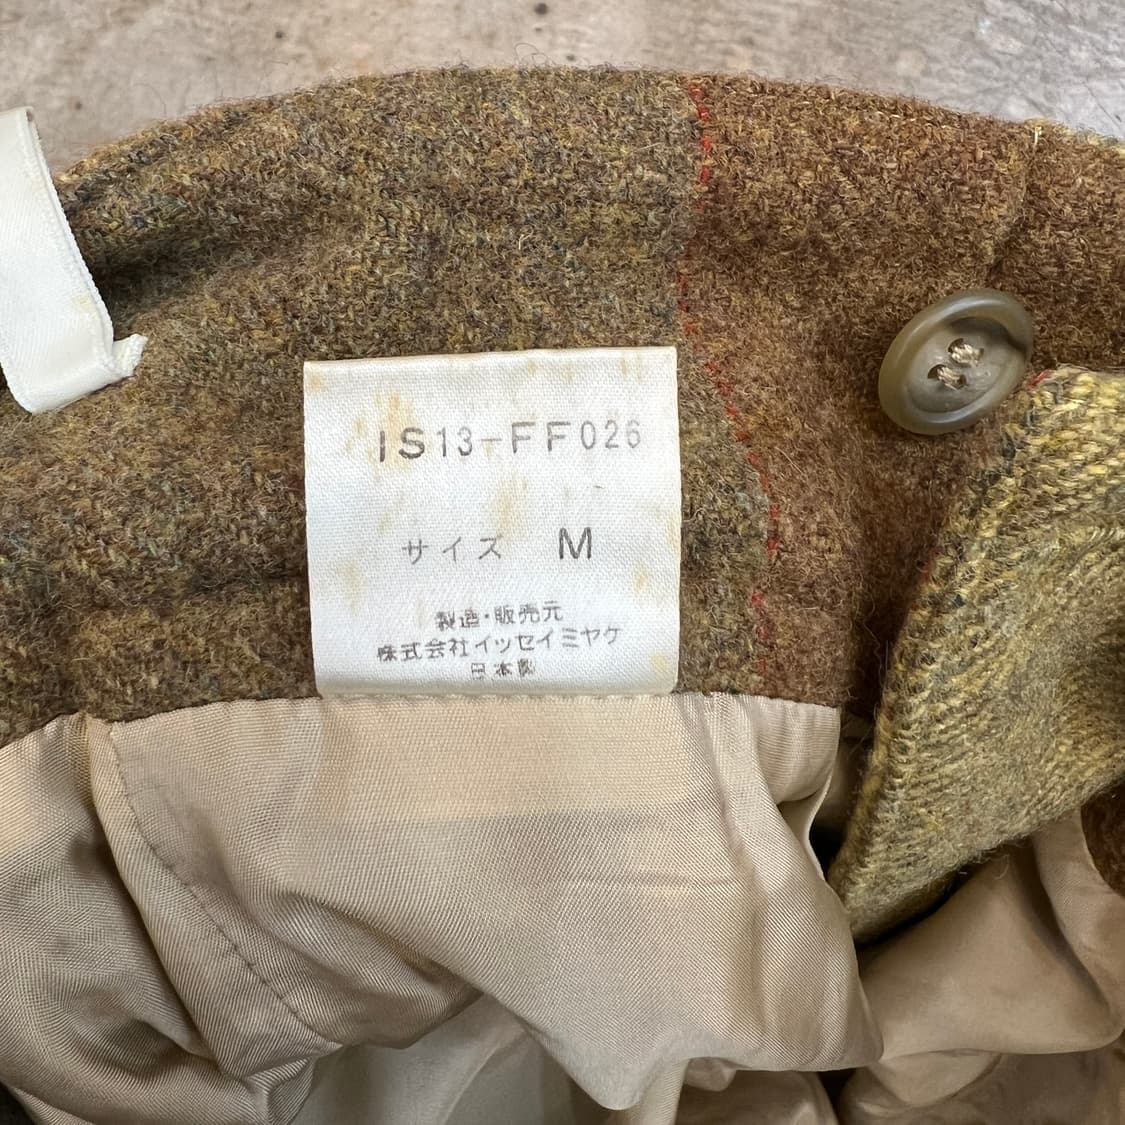 IS13-FF026
サイズ M
製造・販売元
株式会社イッセイミヤケ
日本製